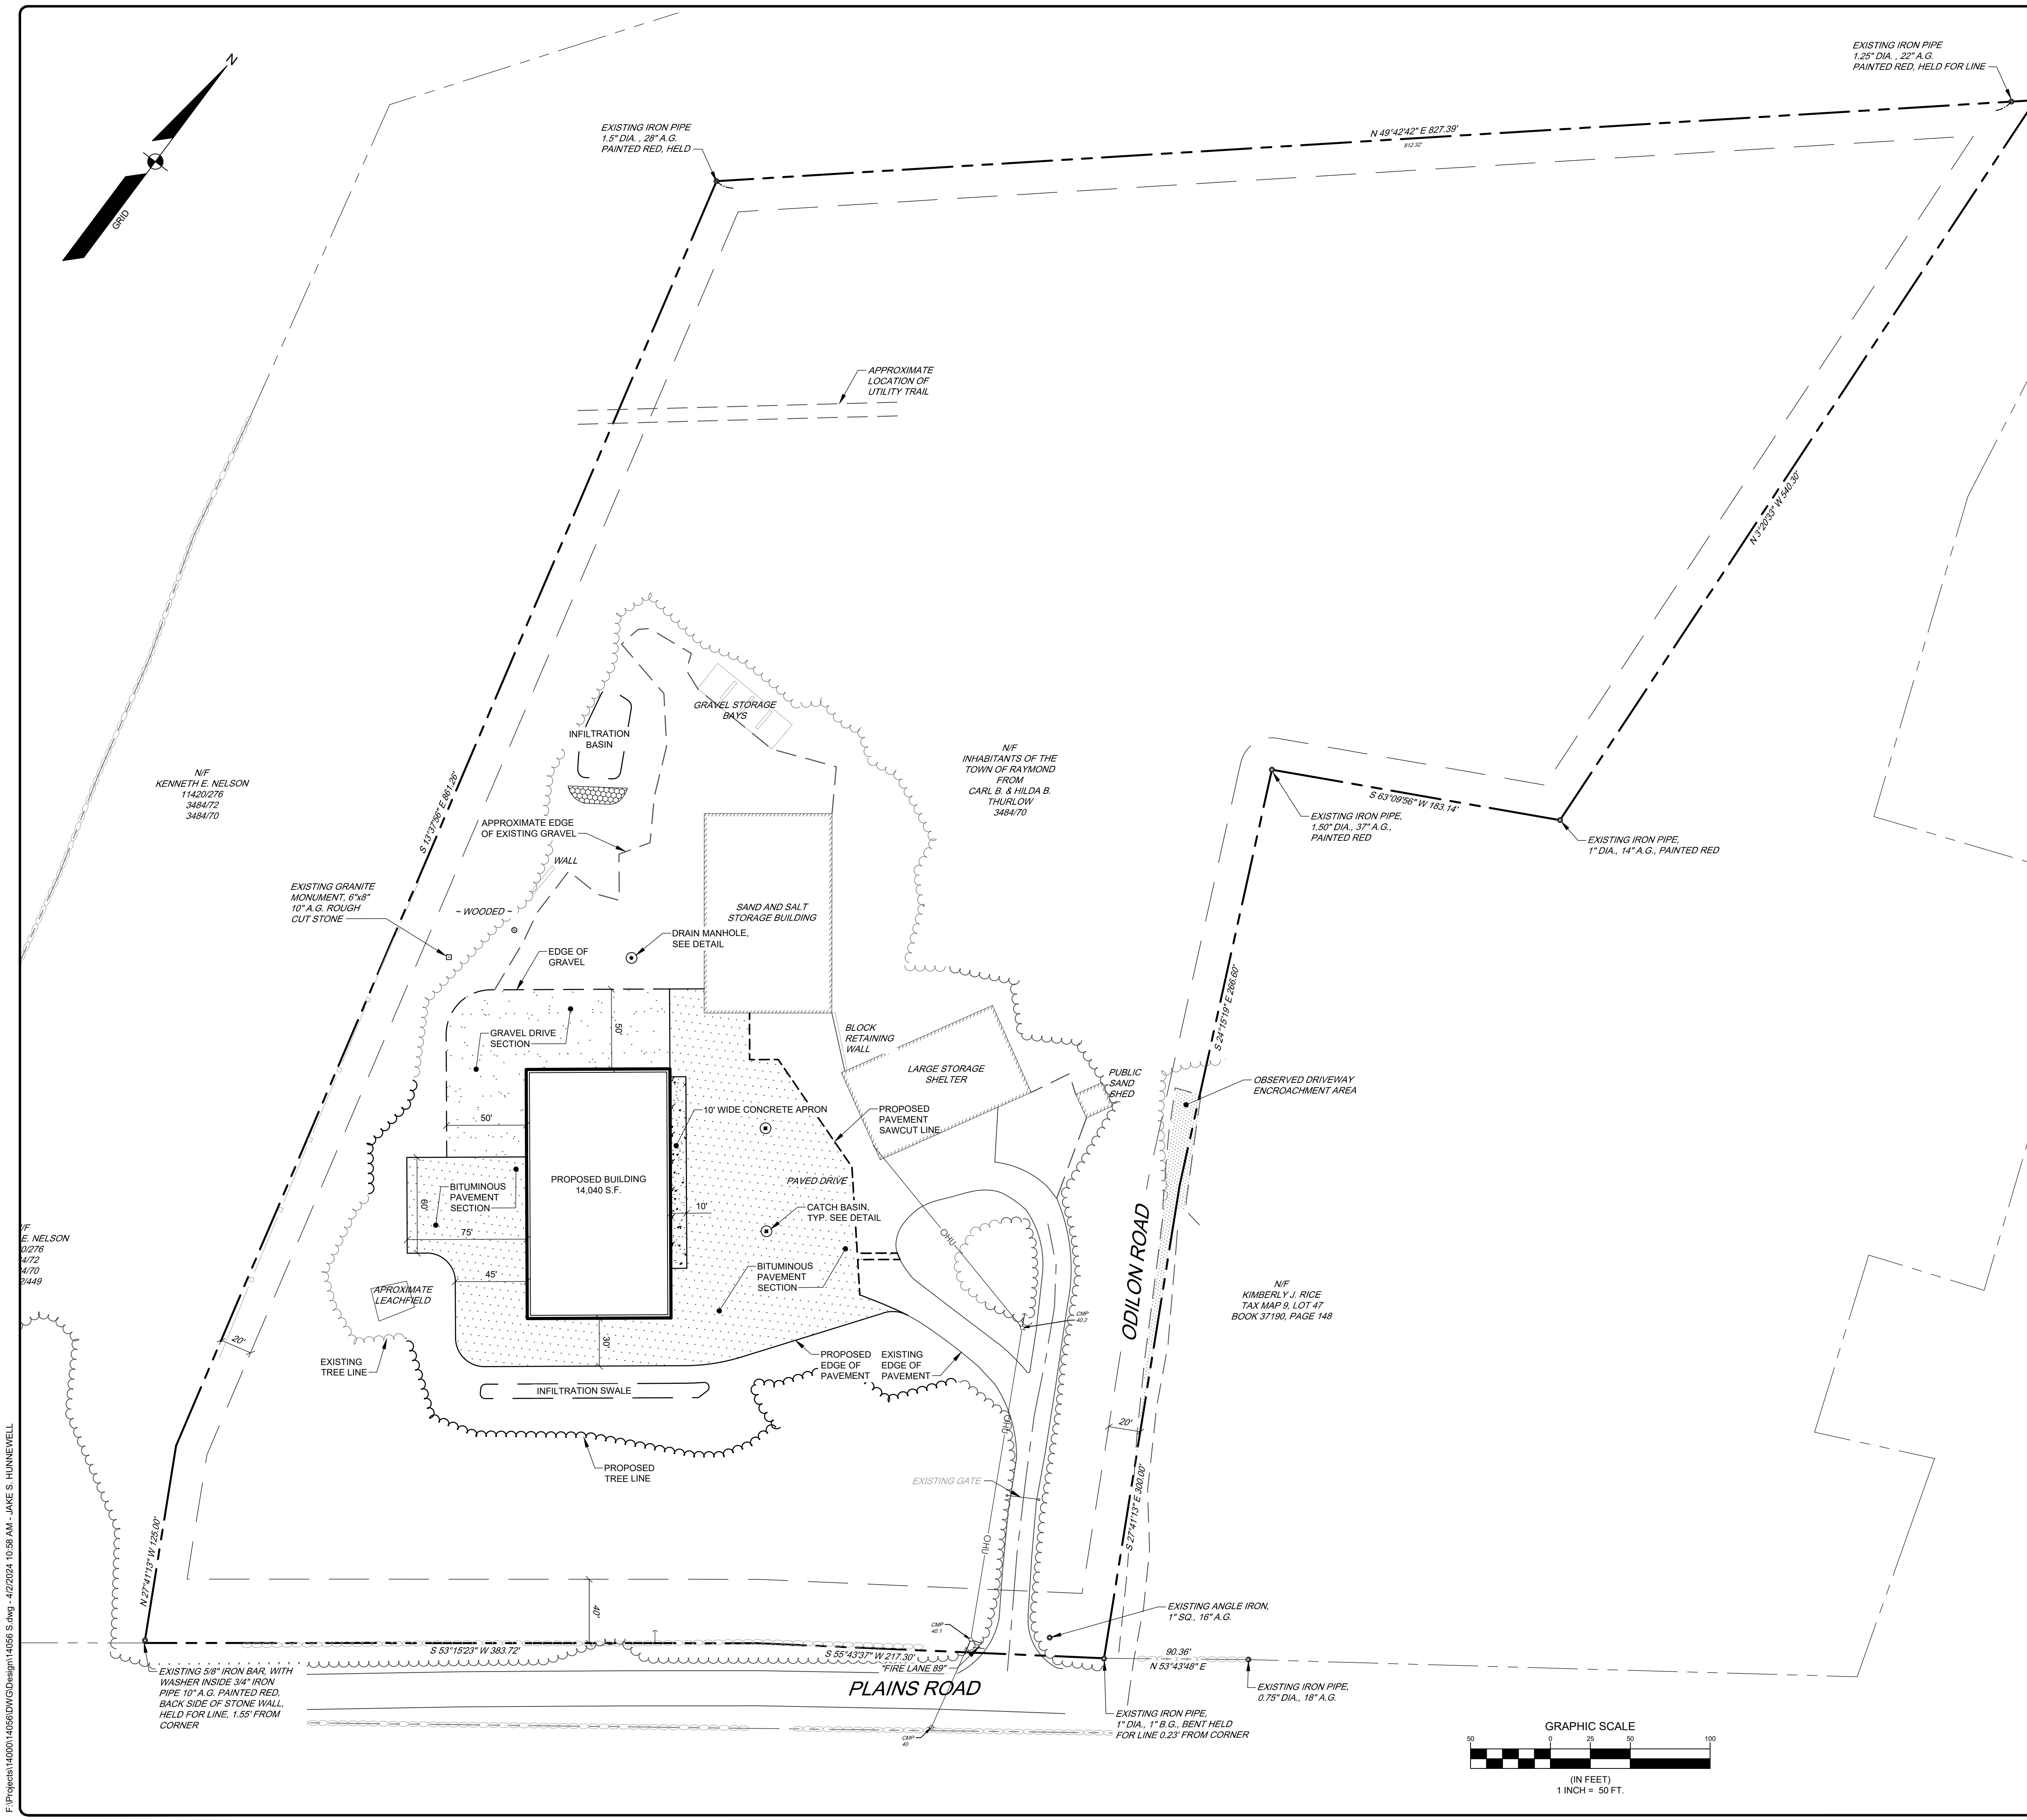 N
GRID
EXISTING IRON PIPE
1.25" DIA. , 22" A.G.
PAINTED RED, HELD FOR LINE
EXISTING IRON PIPE
1.5" DIA. , 28" A.G.
PAINTED RED, HELD
N 49°42'42" E 827.39'
812.32'
APPROXIMATE
LOCATION OF
UTILITY TRAIL
N 3°20'33" W 540.30'
S 13°37'56" E 861.26'
GRAVEL STORAGE
BAYS
INFILTRATION
BASIN
N/F
KENNETH E. NELSON
11420/276
3484/72
3484/70
N/F
INHABITANTS OF THE
TOWN OF RAYMOND
FROM
CARL B. & HILDA B.
THURLOW
3484/70
S 63°09'56" W 183.14'
EXISTING IRON PIPE,
1.50" DIA., 37" A.G.,
PAINTED RED
EXISTING IRON PIPE,
1" DIA., 14" A.G., PAINTED RED
APPROXIMATE EDGE
OF EXISTING GRAVEL
WALL
EXISTING GRANITE
MONUMENT, 6"x8"
10" A.G. ROUGH
CUT STONE
~ WOODED ~
SAND AND SALT
STORAGE BUILDING
DRAIN MANHOLE,
SEE DETAIL
EDGE OF
GRAVEL
S 24°15'19" E 266.60'
GRAVEL DRIVE
SECTION
50'
BLOCK
RETAINING
WALL
LARGE STORAGE
SHELTER
PUBLIC
SAND
SHED
OBSERVED DRIVEWAY
ENCROACHMENT AREA
50'
10' WIDE CONCRETE APRON
PROPOSED
PAVEMENT
SAWCUT LINE
PROPOSED BUILDING
14,040 S.F.
PAVED DRIVE
BITUMINOUS
PAVEMENT
SECTION
60'
75'
10'
CATCH BASIN,
TYP. SEE DETAIL
OHU
ODILON ROAD
/F
E. NELSON
0/276
4/72
4/70
2/449
BITUMINOUS
PAVEMENT
SECTION
45'
APROXIMATE
LEACHFIELD
N/F
KIMBERLY J. RICE
TAX MAP 9, LOT 47
BOOK 37190, PAGE 148
CMP
40.2
20'
30'
EXISTING
TREE LINE
PROPOSED
EDGE OF
PAVEMENT
EXISTING
EDGE OF
PAVEMENT
INFILTRATION SWALE
OHU
20'
PROPOSED
TREE LINE
EXISTING GATE
S 27°41'13" E 300.00'
OHU
N 27°41'13" W 125.00'
40'
EXISTING ANGLE IRON,
1" SQ., 16" A.G.
CMP
40.1
S 53°15'23" W 383.72'
S 55°43'37" W 217.30'
"FIRE LANE 89"
90.36'
N 53°43'48" E
PLAINS ROAD
EXISTING 5/8" IRON BAR, WITH
WASHER INSIDE 3/4" IRON
PIPE 10" A.G. PAINTED RED,
BACK SIDE OF STONE WALL,
HELD FOR LINE, 1.55' FROM
CORNER
EXISTING IRON PIPE,
0.75" DIA., 18" A.G.
EXISTING IRON PIPE,
1" DIA., 1" B.G., BENT HELD
FOR LINE 0.23' FROM CORNER
CMP
40
GRAPHIC SCALE
50 0 25 50 100
(IN FEET)
1 INCH = 50 FT.
F:\Projects\14000\14056\DWG\Design\14056 S.dwg - 4/2/2024 10:58 AM - JAKE S. HUNNEWELL